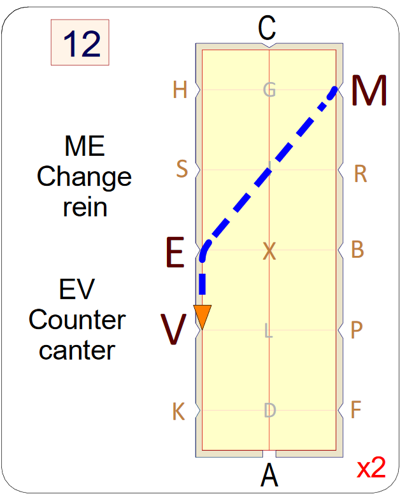 12
C
H G M
ME
Change
rein
S I R
E X B
EV
Counter
canter
V L P
K D F
A
x2